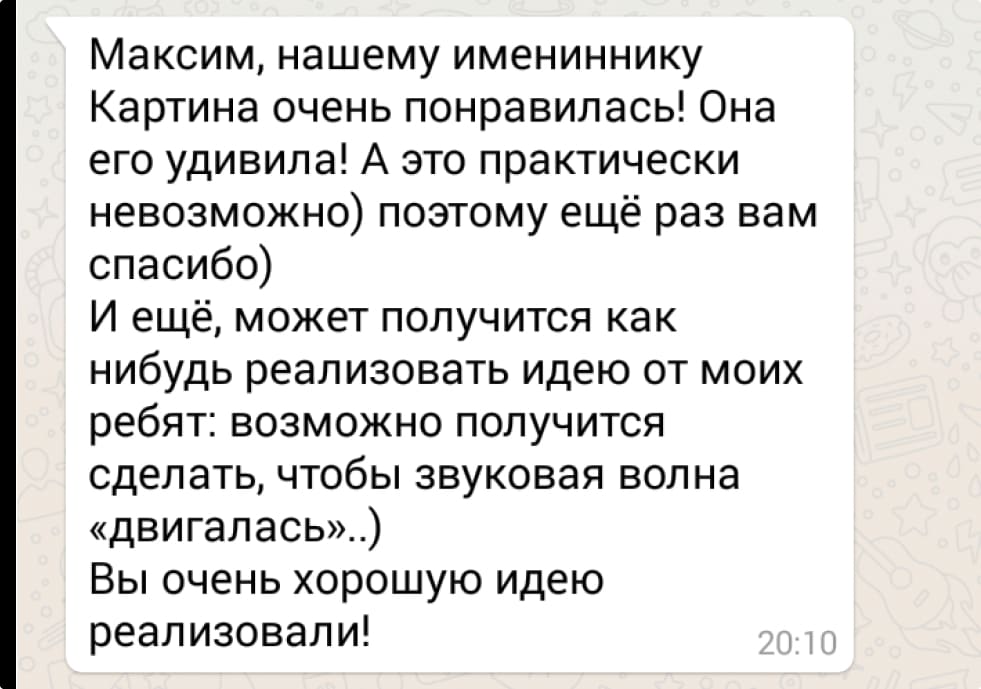 Максим, нашему имениннику
Картина очень понравилась! Она
его удивила! А это практически
невозможно) поэтому ещё раз вам
спасибо)
И ещё, может получится как
нибудь реализовать идею от моих
ребят: возможно получится
сделать, чтобы звуковая волна
«двигалась»..)
Вы очень хорошую идею
реализовали!
20:10